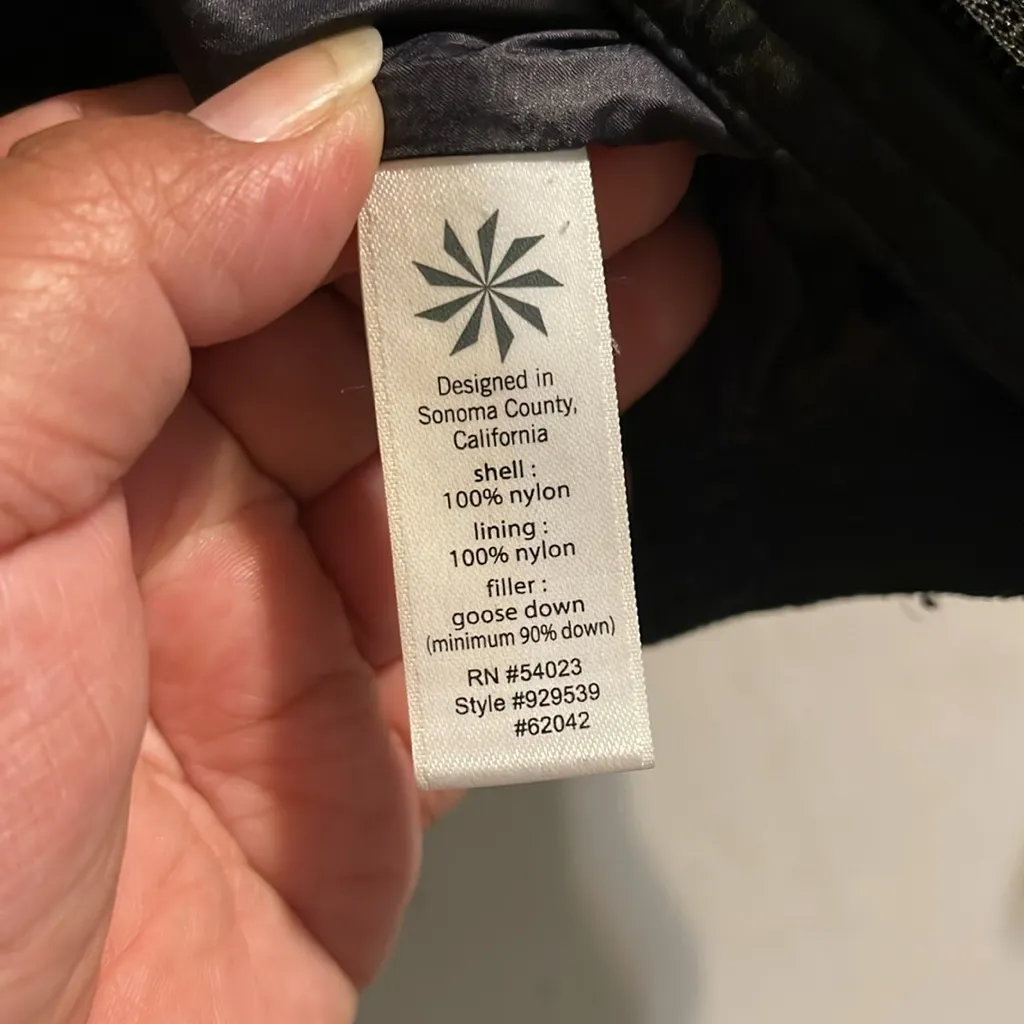 Designed in
Sonoma County,
California
shell :
100% nylon
lining :
100% nylon
filler :
goose down
(minimum 90% down)
RN #54023
Style #929539
#62042